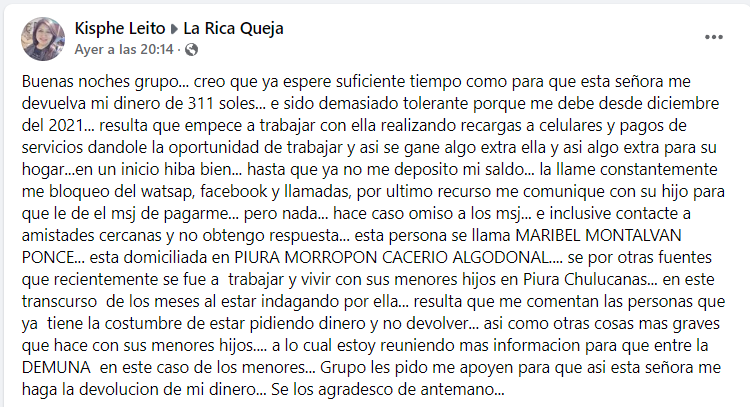 Kisphe Leito ▸ La Rica Queja
Ayer a las 20:14 ·
Buenas noches grupo... creo que ya espere suficiente tiempo como para que esta señora me
devuelva mi dinero de 311 soles... e sido demasiado tolerante porque me debe desde diciembre
del 2021... resulta que empece a trabajar con ella realizando recargas a celulares y pagos de
servicios dandole la oportunidad de trabajar y asi se gane algo extra ella y asi algo extra para su
hogar...en un inicio hiba bien... hasta que ya no me deposito mi saldo... la llame constantemente
me bloqueo del watsap, facebook y llamadas, por ultimo recurso me comunique con su hijo para
que le de el msj de pagarme... pero nada... hace caso omiso a los msj... e inclusive contacte a
amistades cercanas y no obtengo respuesta... esta persona se llama MARIBEL MONTALVAN
PONCE... esta domiciliada en PIURA MORROPON CACERIO ALGODONAL.... se por otras fuentes
que recientemente se fue a  trabajar y vivir con sus menores hijos en Piura Chulucanas... en este
transcurso  de los meses al estar indagando por ella... resulta que me comentan las personas que
ya  tiene la costumbre de estar pidiendo dinero y no devolver... asi como otras cosas mas graves
que hace con sus menores hijos.... a lo cual estoy reuniendo mas informacion para que entre la
DEMUNA  en este caso de los menores... Grupo les pido me apoyen para que asi esta señora me
haga la devolucion de mi dinero... Se los agradesco de antemano...